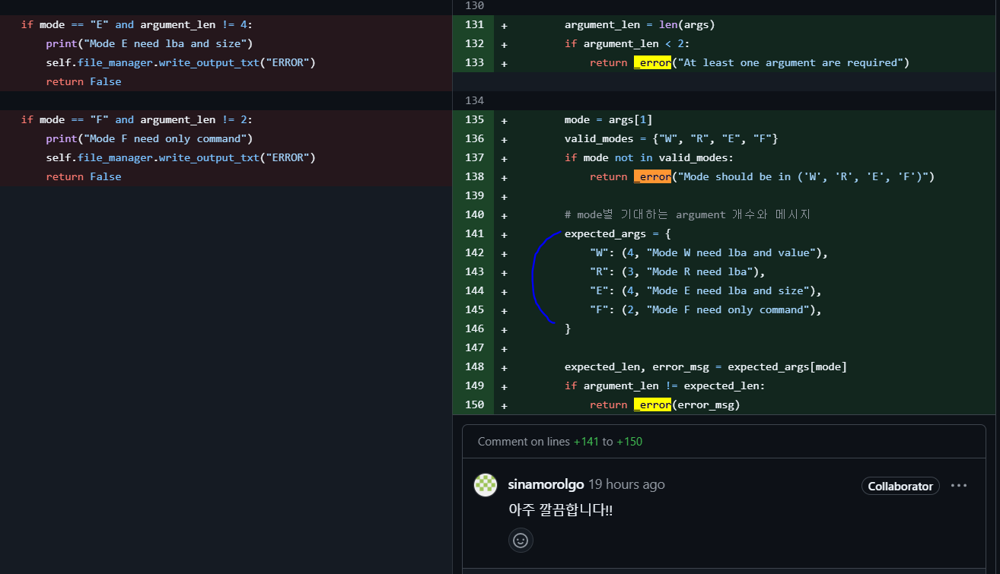 if mode == "E" and argument_len != 4:
print("Mode E need lba and size")
self.file_manager.write_output_txt("ERROR")
return False
if mode == "F" and argument_len != 2:
print("Mode F need only command")
self.file_manager.write_output_txt("ERROR")
return False
130
131 + argument_len = len(args)
132 + if argument_len < 2:
133 + return _error("At least one argument are required")
134
135 + mode = args[1]
136 + valid_modes = {"W", "R", "E", "F"}
137 + if mode not in valid_modes:
138 + return _error("Mode should be in ('W', 'R', 'E', 'F')")
139 +
140 + # mode별 기대하는 argument 개수와 메시지
141 + expected_args = {
142 + "W": (4, "Mode W need lba and value"),
143 + "R": (3, "Mode R need lba"),
144 + "E": (4, "Mode E need lba and size"),
145 + "F": (2, "Mode F need only command"),
146 + }
147 +
148 + expected_len, error_msg = expected_args[mode]
149 + if argument_len != expected_len:
150 + return _error(error_msg)
Comment on lines +141 to +150
sinamorolgo 19 hours ago Collaborator
아주 깔끔합니다!!